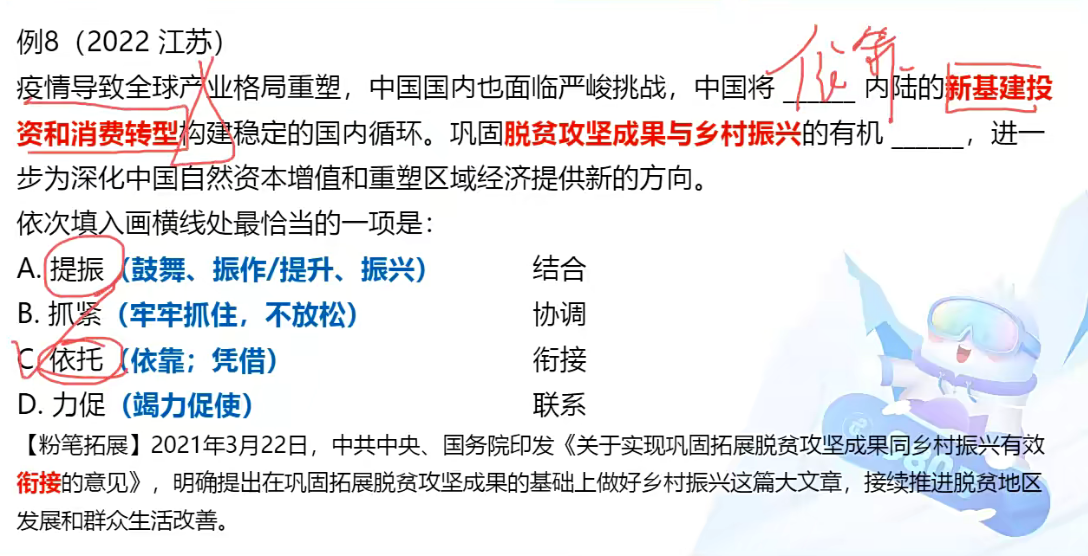 例8（2022 江苏）
疫情导致全球产业格局重塑，中国国内也面临严峻挑战，中国将 ______ 内陆的新基建投
资和消费转型构建稳定的国内循环。巩固脱贫攻坚成果与乡村振兴的有机 ______，进一
步为深化中国自然资本增值和重塑区域经济提供新的方向。
依次填入画横线处最恰当的一项是：
A. 提振（鼓舞、振作/提升、振兴） 结合
B. 抓紧（牢牢抓住，不放松） 协调
C. 依托（依靠；凭借） 衔接
D. 力促（竭力促使） 联系
【粉笔拓展】2021年3月22日，中共中央、国务院印发《关于实现巩固拓展脱贫攻坚成果同乡村振兴有效
衔接的意见》，明确提出在巩固拓展脱贫攻坚成果的基础上做好乡村振兴这篇大文章，接续推进脱贫地区
发展和群众生活改善。